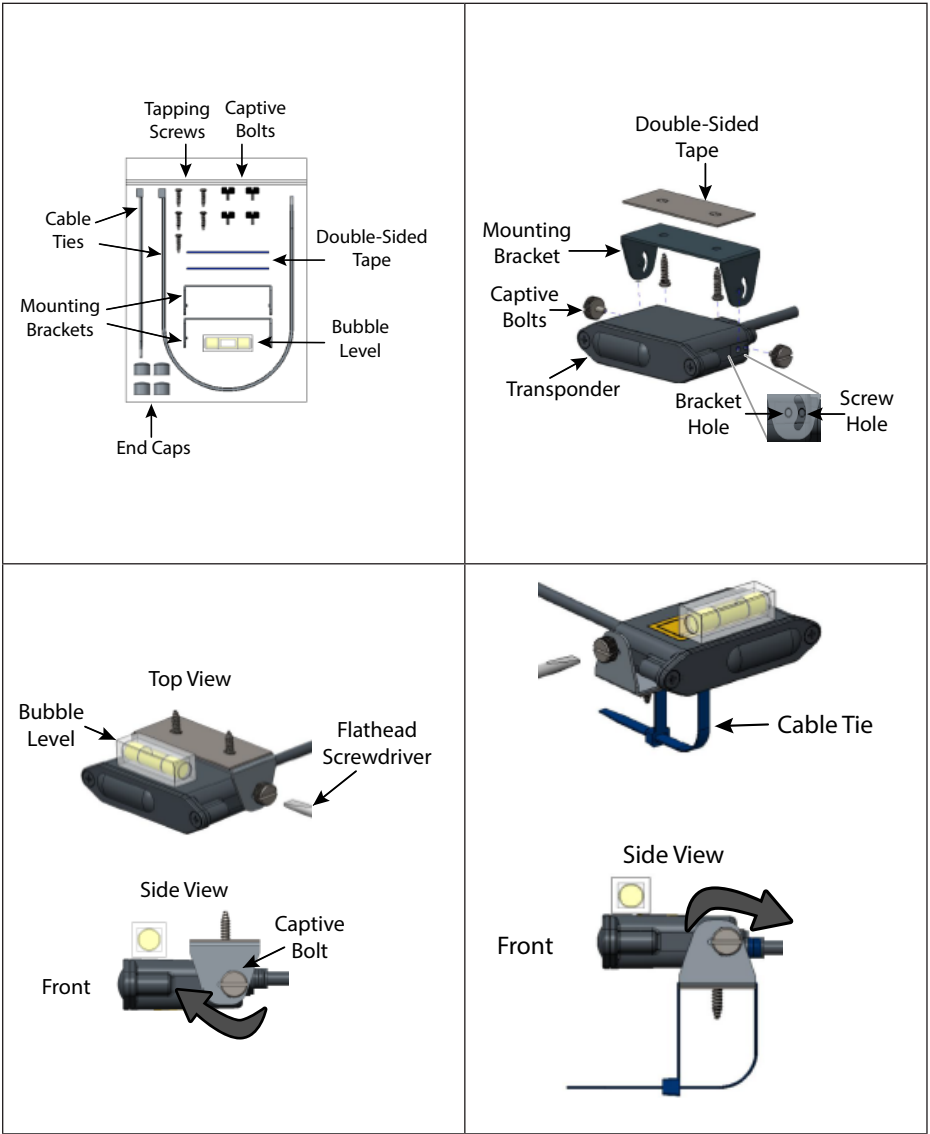 Tapping
Screws
Captive
Bolts
Cable
Ties
Double-Sided
Tape
Mounting
Brackets
Bubble
Level
End Caps
Double-Sided
Tape
Mounting
Bracket
Captive
Bolts
Transponder
Bracket
Hole
Screw
Hole
Top View
Bubble
Level
Flathead
Screwdriver
Side View
Captive
Bolt
Front
Cable Tie
Side View
Front